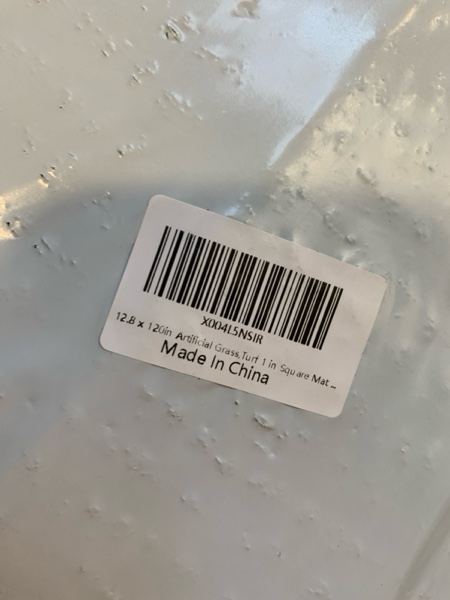 X004L5NSIR
12.8 x 120in Artificial Grass,Turf 1 in Square Mat ...
Made In China